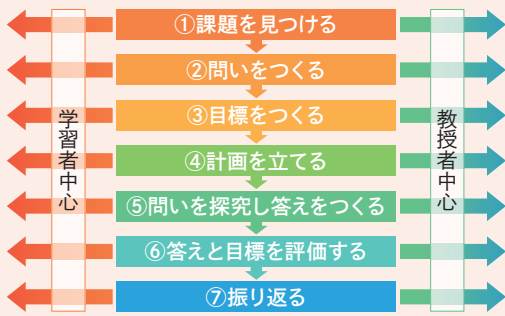 ①課題を見つける
②問いをつくる
③目標をつくる
④計画を立てる
⑤問いを探究し答えをつくる
⑥答えと目標を評価する
⑦振り返る
学習者中心
教授者中心